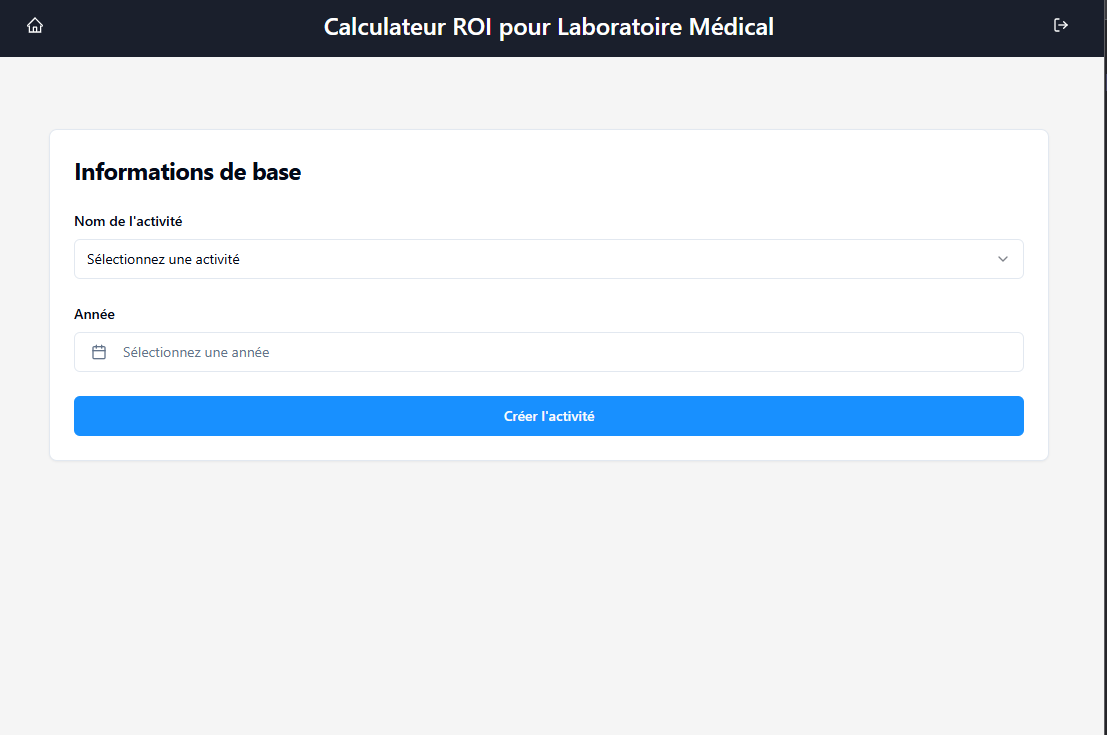 Calculateur ROI pour Laboratoire Médical
Informations de base
Nom de l'activité
Sélectionnez une activité
Année
Sélectionnez une année
Créer l'activité